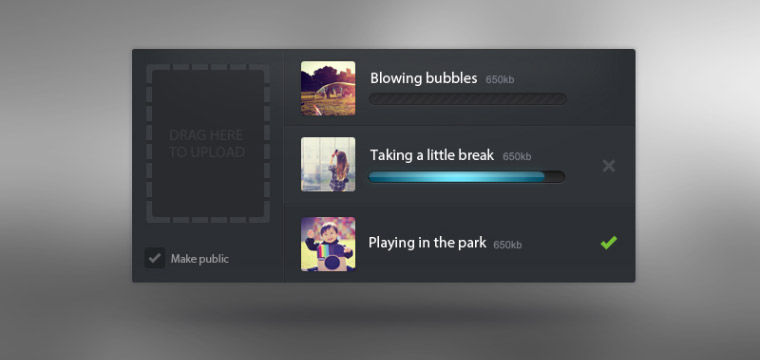 DRAG HERE
TO UPLOAD
Make public
Blowing bubbles 650kb
Taking a little break 650kb
Playing in the park 650kb